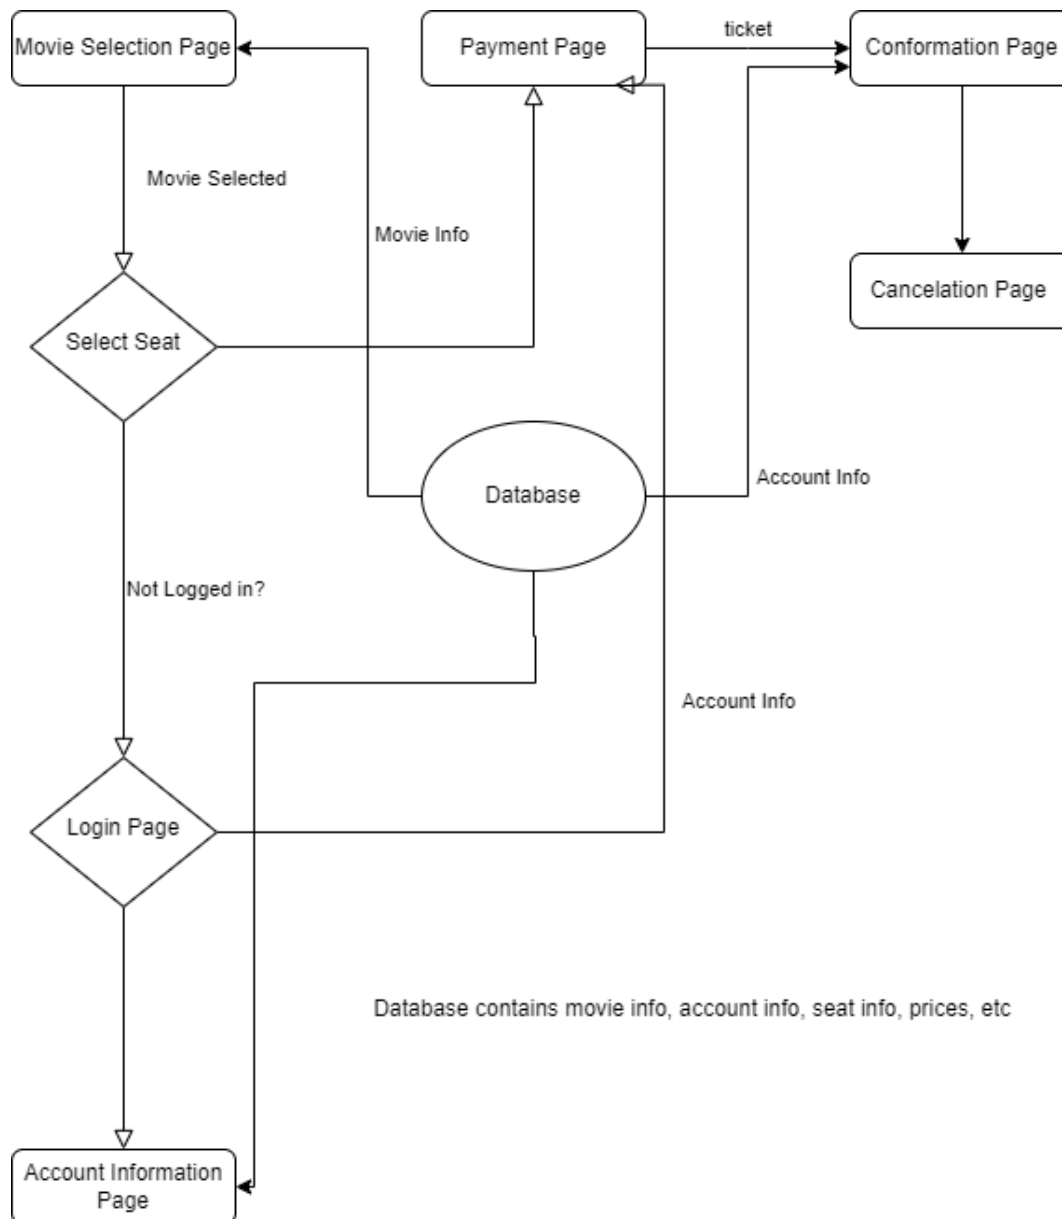 Movie Selection Page
Payment Page
ticket
Conformation Page
Movie Selected
Movie Info
Cancelation Page
Select Seat
Database
Account Info
Not Logged in?
Account Info
Login Page
Database contains movie info, account info, seat info, prices, etc
Account Information
Page